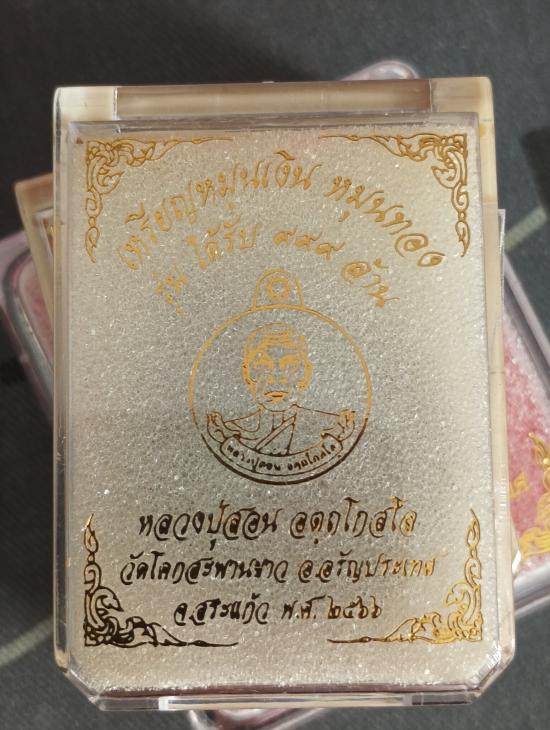 เหรียญหมุนเงิน หมุนทอง
รุ่น ได้รับ ๙๙๙ ล้าน
หลวงปู่สอน อตฺถโกสโล
หลวงปู่สอน อตฺถโกสโล
วัดโคกสะพานขาว อ.อรัญประเทศ
จ.สระแก้ว พ.ศ. ๒๕๖๖